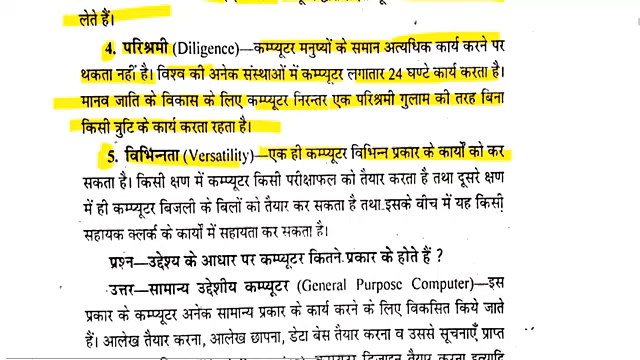 लेते हैं।
4. परिश्रमी (Diligence)—कम्प्यूटर मनुष्यों के समान अत्यधिक कार्य करने पर
थकता नहीं है। विश्व की अनेक संस्थाओं में कम्प्यूटर लगातार 24 घण्टे कार्य करता है।
मानव जाति के विकास के लिए कम्प्यूटर निरन्तर एक परिश्रमी गुलाम की तरह बिना
किसी त्रुटि के कार्य करता रहता है।
5. विभिन्नता (Versatility)—एक ही कम्प्यूटर विभिन्न प्रकार के कार्यों को कर
सकता है। किसी क्षण में कम्प्यूटर किसी परीक्षाफल को तैयार करता है तथा दूसरे क्षण
में ही कम्प्यूटर बिजली के बिलों को तैयार कर सकता है तथा इसके बीच में यह किसी
सहायक क्लर्क के कार्यों में सहायता कर सकता है।
प्रश्न—उद्देश्य के आधार पर कम्प्यूटर कितने प्रकार के होते हैं ?
उत्तर—सामान्य उद्देशीय कम्प्यूटर (General Purpose Computer)—इस
प्रकार के कम्प्यूटर अनेक सामान्य प्रकार के कार्य करने के लिए विकसित किये जाते
हैं। आलेख तैयार करना, आलेख छापना, डेटा बेस तैयार करना व उससे सूचनाएँ प्राप्त